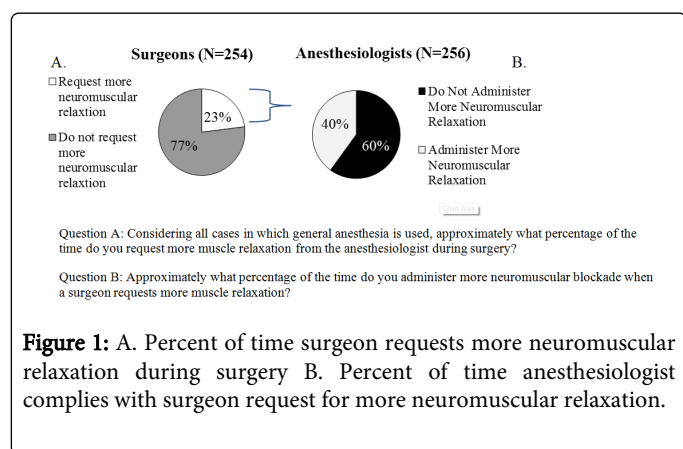 Surgeons (N=254)
Anesthesiologists (N=256)
A.
B.
Request more
neuromuscular
relaxtion
Do not request
more
neuromuscular
relaxtion
23%
77%
40%
60%
Do Not Administer
More Neuromuscular
Relaxation
Administer More
Neuromuscular
Relaxation
Chart Area
Question A: Considering all cases in which general anesthesia is used, approximately what percentage of the
time do you request more muscle relaxation from the anesthesiologist during surgery?
Question B: Approximately what percentage of the time do you administer more neuromuscular blockade when
a surgeon requests more muscle relaxation?
Figure 1: A. Percent of time surgeon requests more neuromuscular
relaxation during surgery B. Percent of time anesthesiologist
complies with surgeon request for more neuromuscular relaxation.